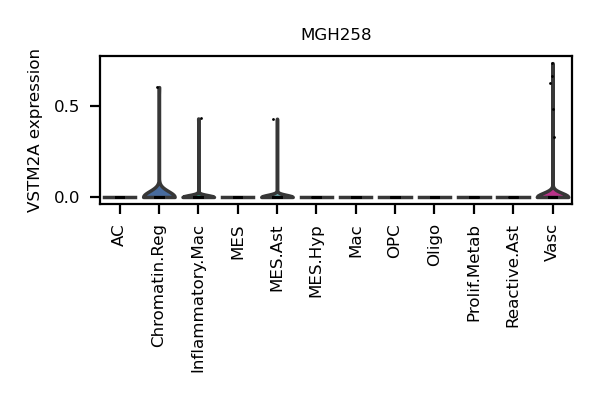 MGH258
VSTM2A expression
0.5
0.0
AC
Chromatin.Reg
Inflammatory.Mac
MES
MES.Ast
MES.Hyp
Mac
OPC
Oligo
Prolif.Metab
Reactive.Ast
Vasc